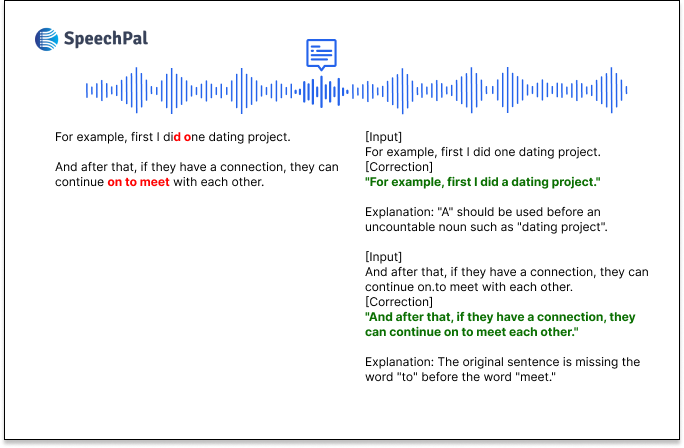 SpeechPal
For example, first I did one dating project.
And after that, if they have a connection, they can
continue on to meet with each other.
[Input]
For example, first I did one dating project.
[Correction]
"For example, first I did a dating project."
Explanation: "A" should be used before an
uncountable noun such as "dating project".
[Input]
And after that, if they have a connection, they can
continue on.to meet with each other.
[Correction]
"And after that, if they have a connection, they
can continue on to meet each other."
Explanation: The original sentence is missing the
word "to" before the word "meet."